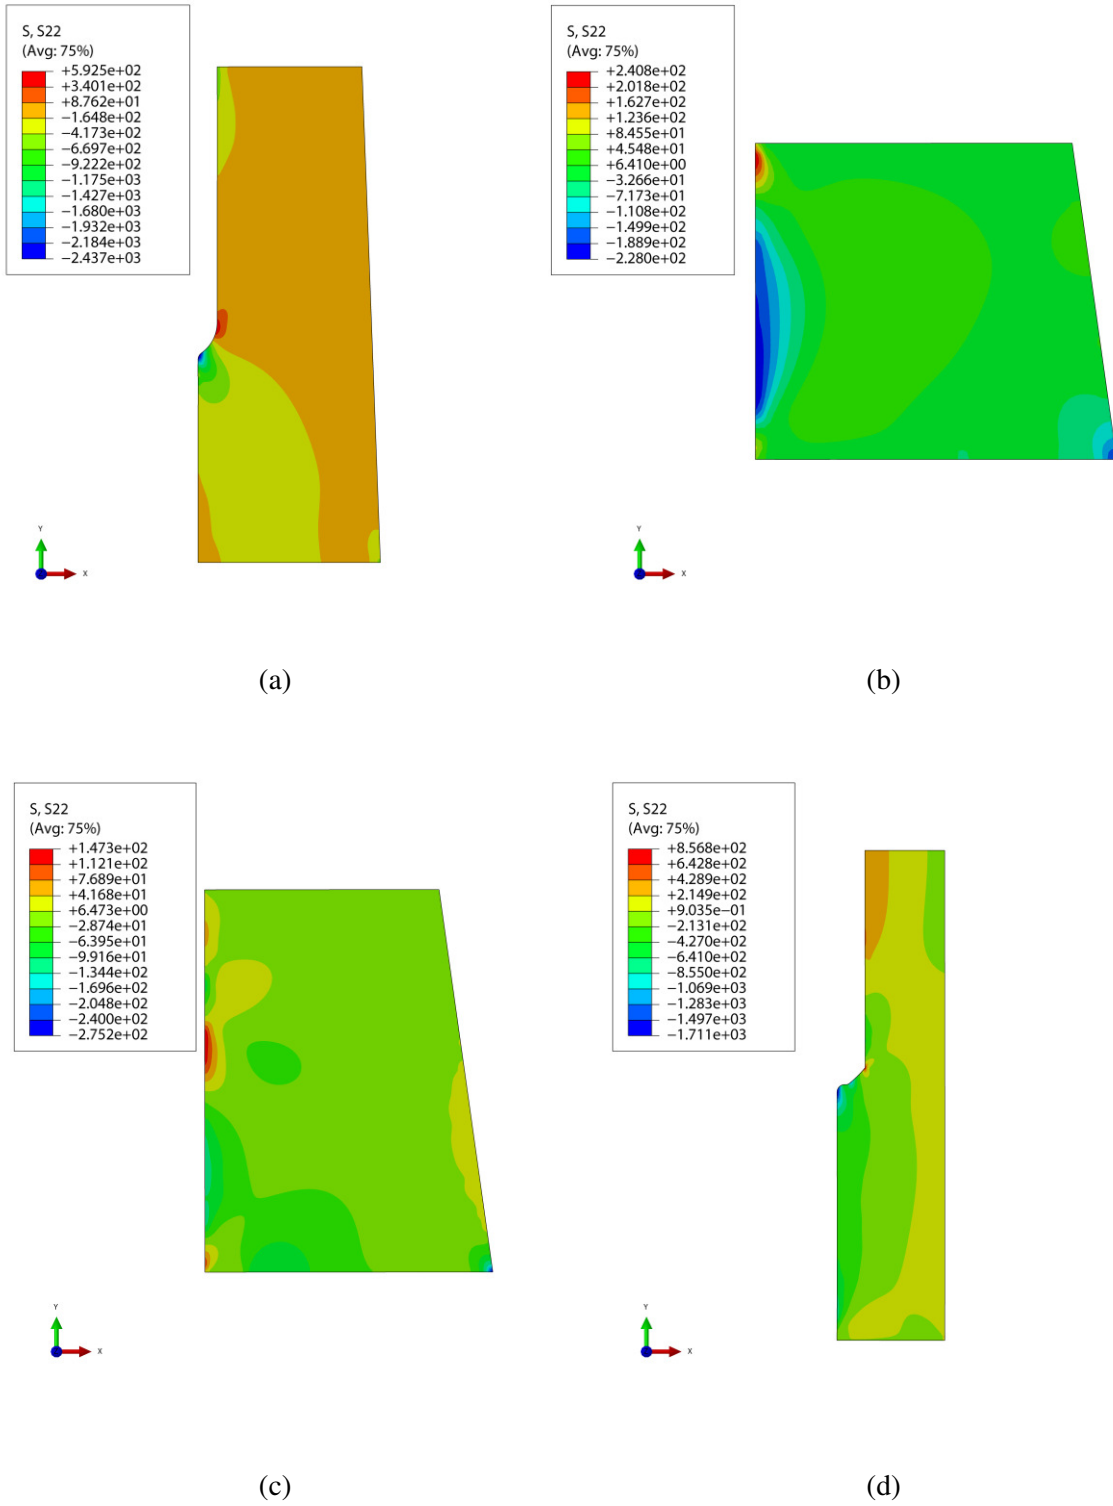 S, S22
(Avg: 75%)
+5.925e+02
+3.401e+02
+8.762e+01
−1.648e+02
−4.173e+02
−6.697e+02
−9.222e+02
−1.175e+03
−1.427e+03
−1.680e+03
−1.932e+03
−2.184e+03
−2.437e+03
Y
X
(a)
S, S22
(Avg: 75%)
+2.408e+02
+2.018e+02
+1.627e+02
+1.236e+02
+8.455e+01
+4.548e+01
+6.410e+00
−3.266e+01
−7.173e+01
−1.108e+02
−1.499e+02
−1.889e+02
−2.280e+02
Y
X
(b)
S, S22
(Avg: 75%)
+1.473e+02
+1.121e+02
+7.689e+01
+4.168e+01
+6.473e+00
−2.874e+01
−6.395e+01
−9.916e+01
−1.344e+02
−1.696e+02
−2.048e+02
−2.400e+02
−2.752e+02
Y
X
(c)
S, S22
(Avg: 75%)
+8.568e+02
+6.428e+02
+4.289e+02
+2.149e+02
+9.035e−01
−2.131e+02
−4.270e+02
−6.410e+02
−8.550e+02
−1.069e+03
−1.283e+03
−1.497e+03
−1.711e+03
Y
X
(d)